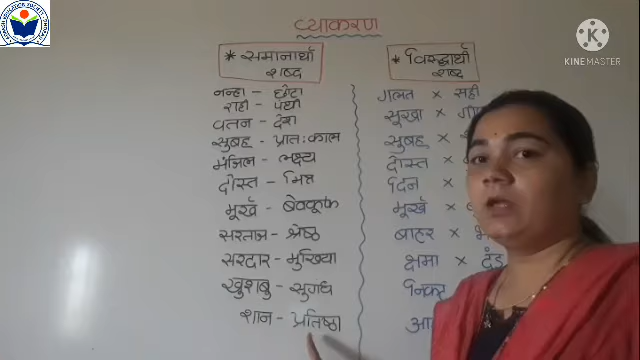 व्याकरण
* समानार्थी
शब्द
नन्हा - छोटा
राही - पंथी
वतन - देश
सुबह - प्रातःकाल
मंजिल - लक्ष्य
दोस्त - मित्र
मूर्ख - बेवकूफ
सरताज - श्रेष्ठ
सरदार - मुखिया
खुशबु - सुगंध
शान - प्रतिष्ठा
* विरुद्धार्थी
शब्द
गलत × सही
सूखा ×
सुबह ×
दोस्त ×
दिन ×
मूर्ख ×
बाहर ×
क्षमा × दंड
KINEMASTER